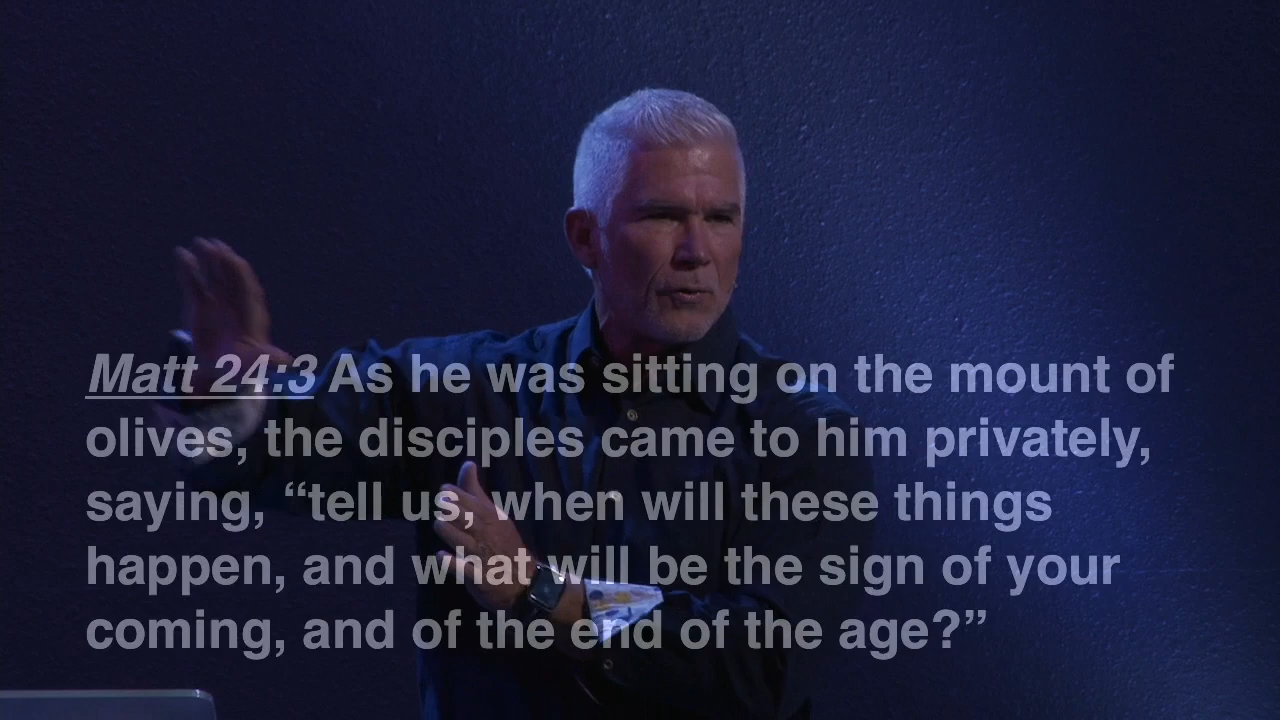 Matt 24:3 As he was sitting on the mount of
olives, the disciples came to him privately,
saying, “tell us, when will these things
happen, and what will be the sign of your
coming, and of the end of the age?”